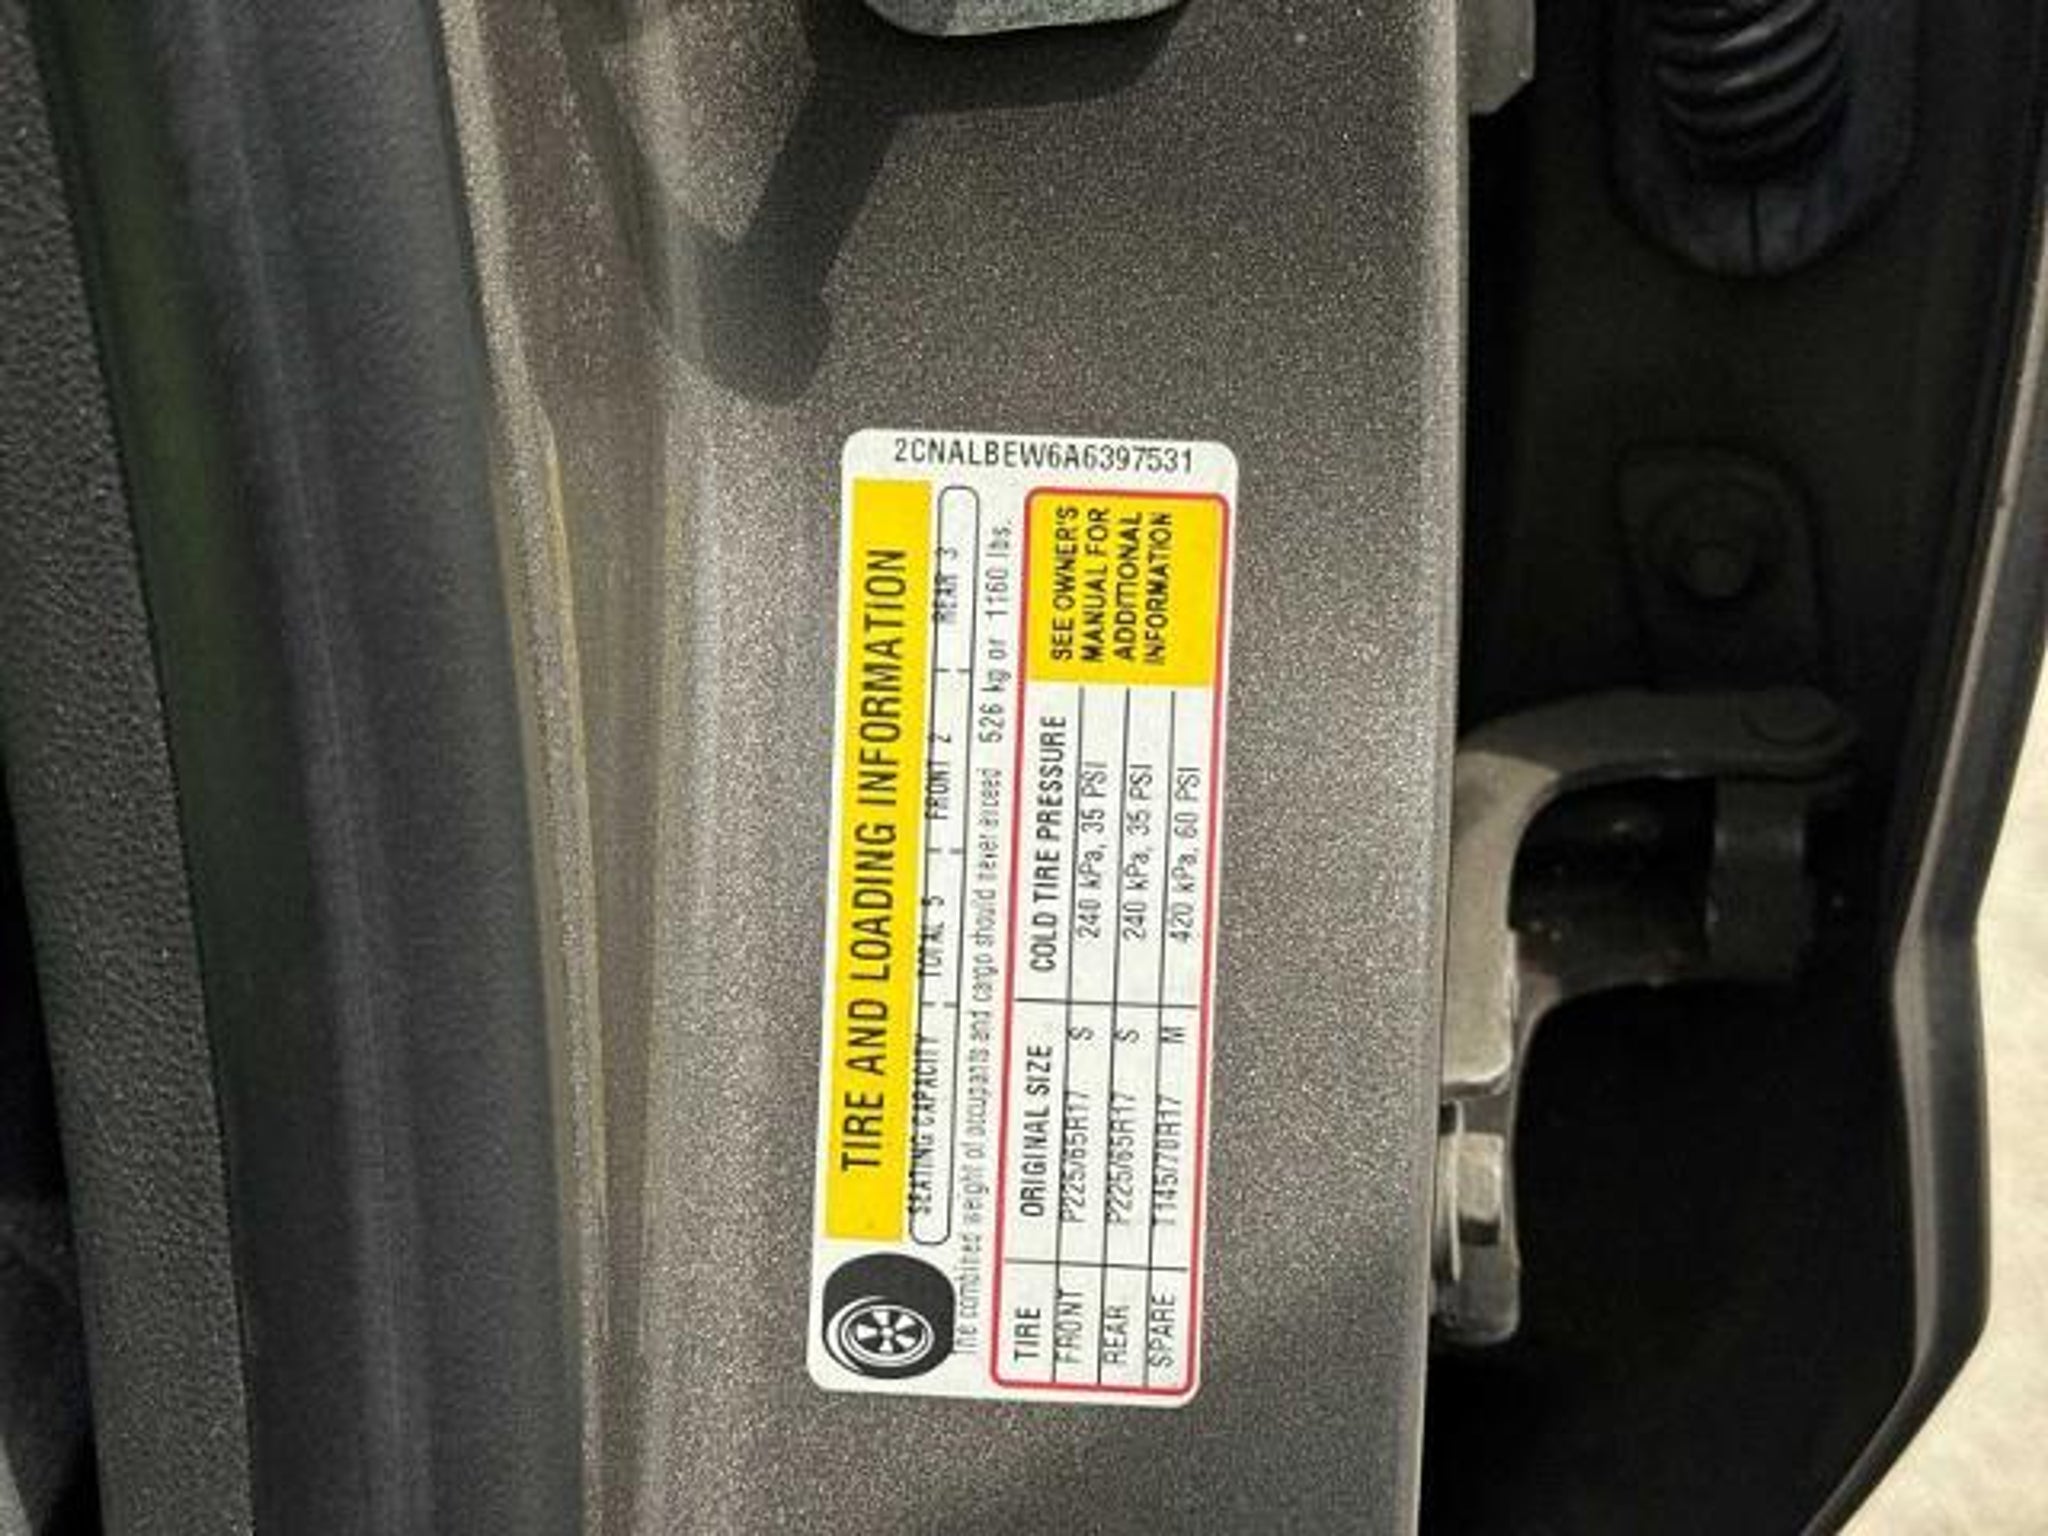 2CNALBEW6A6397531
TIRE AND LOADING INFORMATION
SEATING CAPACITY TOTAL 5 FRONT 2 REAR 3
The combined weight of occupants and cargo should never exceed 526 kg or 1160 lbs.
TIRE ORIGINAL SIZE COLD TIRE PRESSURE
FRONT P225/65R17 S 240 kPa, 35 PSI
REAR P225/65R17 S 240 kPa, 35 PSI
SPARE T145/70R17 M 420 kPa, 60 PSI
SEE OWNER'S
MANUAL FOR
ADDITIONAL
INFORMATION